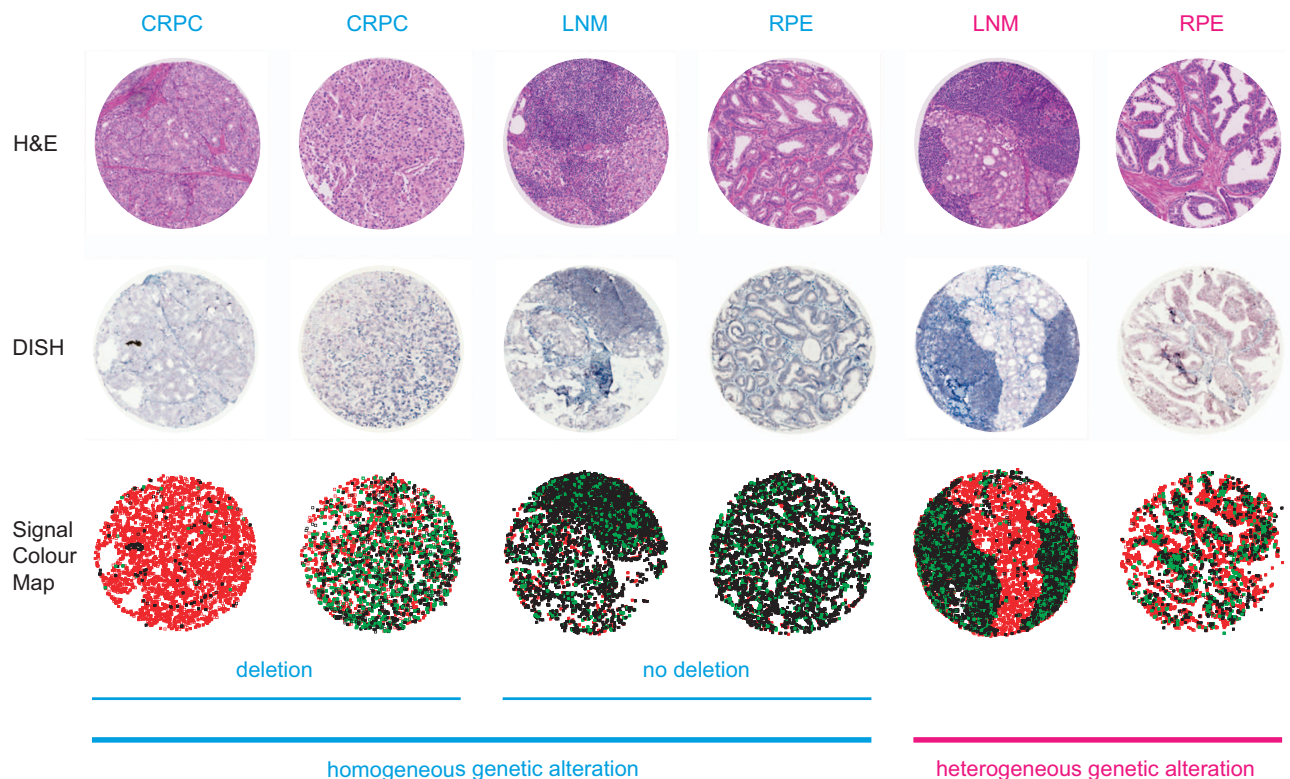 CRPC CRPC LNM RPE LNM RPE
H&E
DISH
Signal
Colour
Map
deletion no deletion
homogeneous genetic alteration heterogeneous genetic alteration